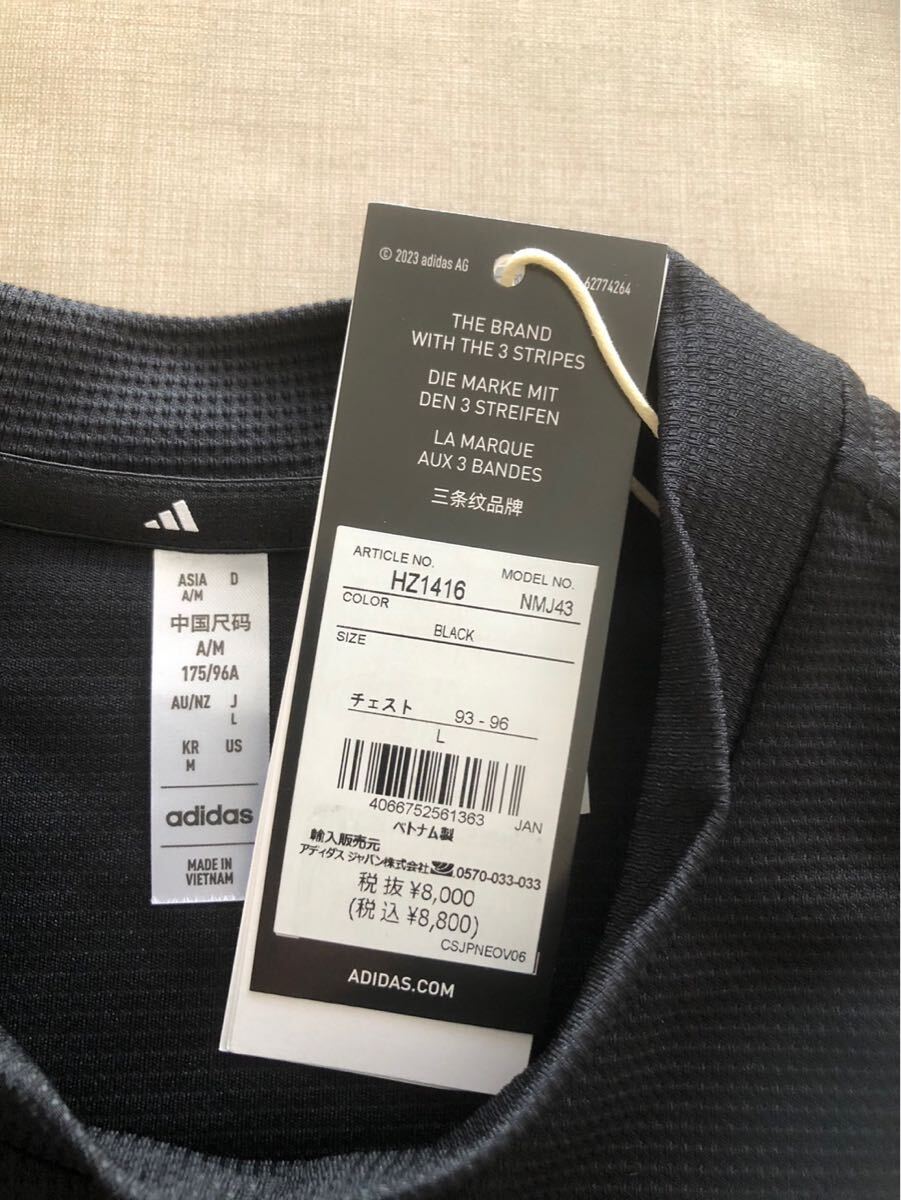 © 2023 adidas AG
62774264
THE BRAND
WITH THE 3 STRIPES
DIE MARKE MIT
DEN 3 STREIFEN
LA MARQUE
AUX 3 BANDES
三条纹品牌
ARTICLE NO.
HZ1416
MODEL NO.
NMJ43
COLOR
BLACK
SIZE
チェスト 93 - 96
L
4066752561363 JAN
ベトナム製
輸入販売元
アディダス ジャパン株式会社 0570-033-033
税抜 ¥8,000
(税込 ¥8,800)
CSJPNEOV06
ADIDAS.COM
ASIA D
A/M
中国尺码
A/M
175/96A
AU/NZ J
L
KR US
M
adidas
MADE IN
VIETNAM